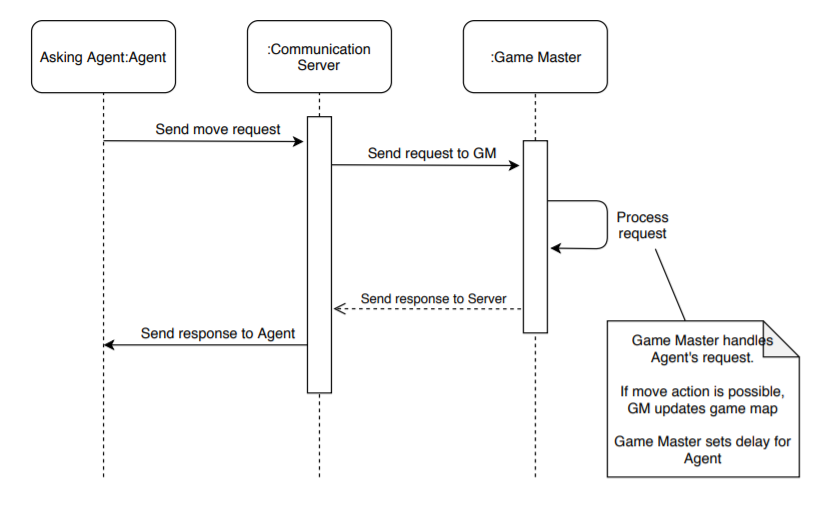 Asking Agent:Agent
:Communication
Server
:Game Master
Send move request
Send request to GM
Process
request
Send response to Server
Send response to Agent
Game Master handles
Agent's request.
If move action is possible,
GM updates game map
Game Master sets delay for
Agent